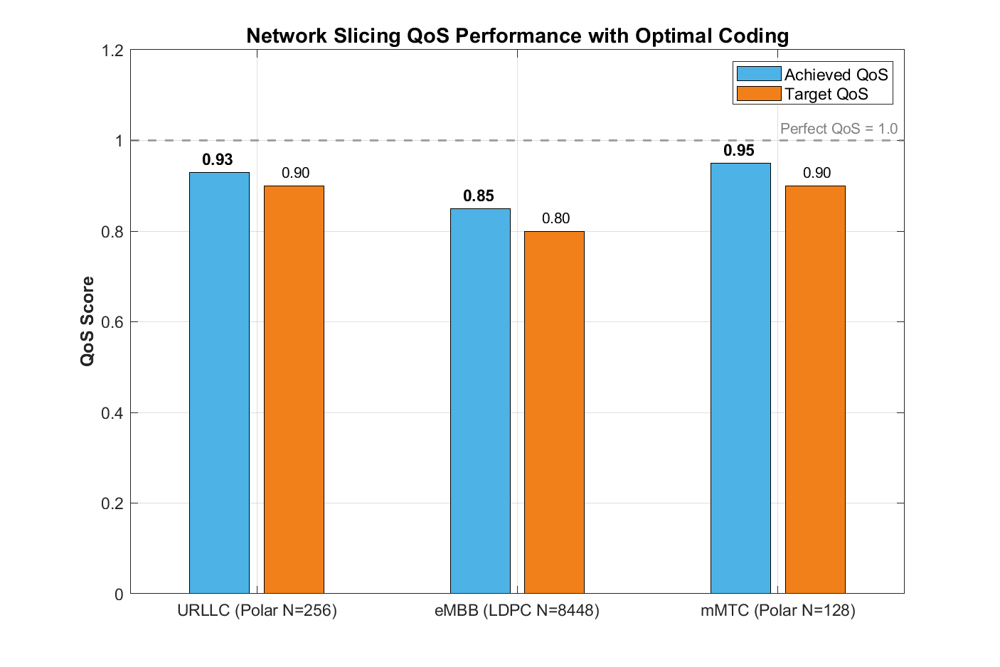 Network Slicing QoS Performance with Optimal Coding
1.2
Achieved QoS
Target QoS
Perfect QoS = 1.0
1
0.93
0.90
0.85
0.80
0.95
0.90
0.8
0.6
0.4
0.2
0
QoS Score
URLLC (Polar N=256)
eMBB (LDPC N=8448)
mMTC (Polar N=128)